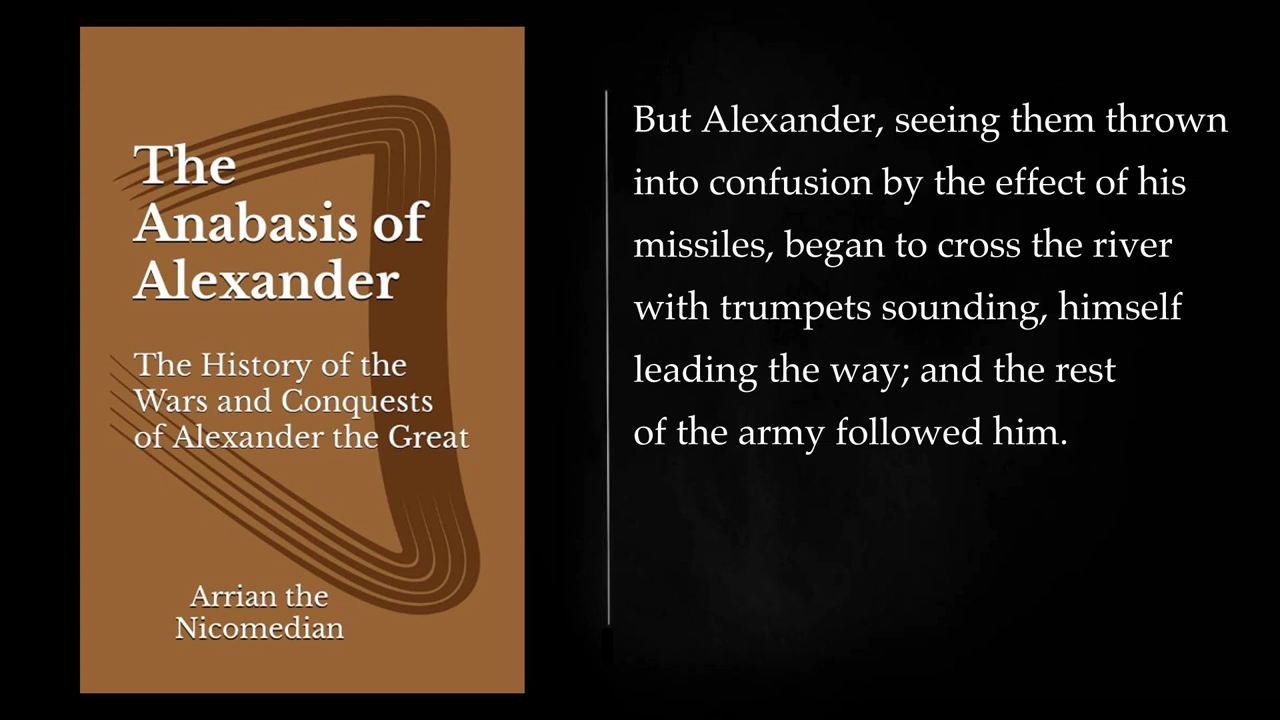 The
Anabasis of
Alexander
The History of the
Wars and Conquests
of Alexander the Great
Arrian the
Nicomedian
But Alexander, seeing them thrown
into confusion by the effect of his
missiles, began to cross the river
with trumpets sounding, himself
leading the way; and the rest
of the army followed him.